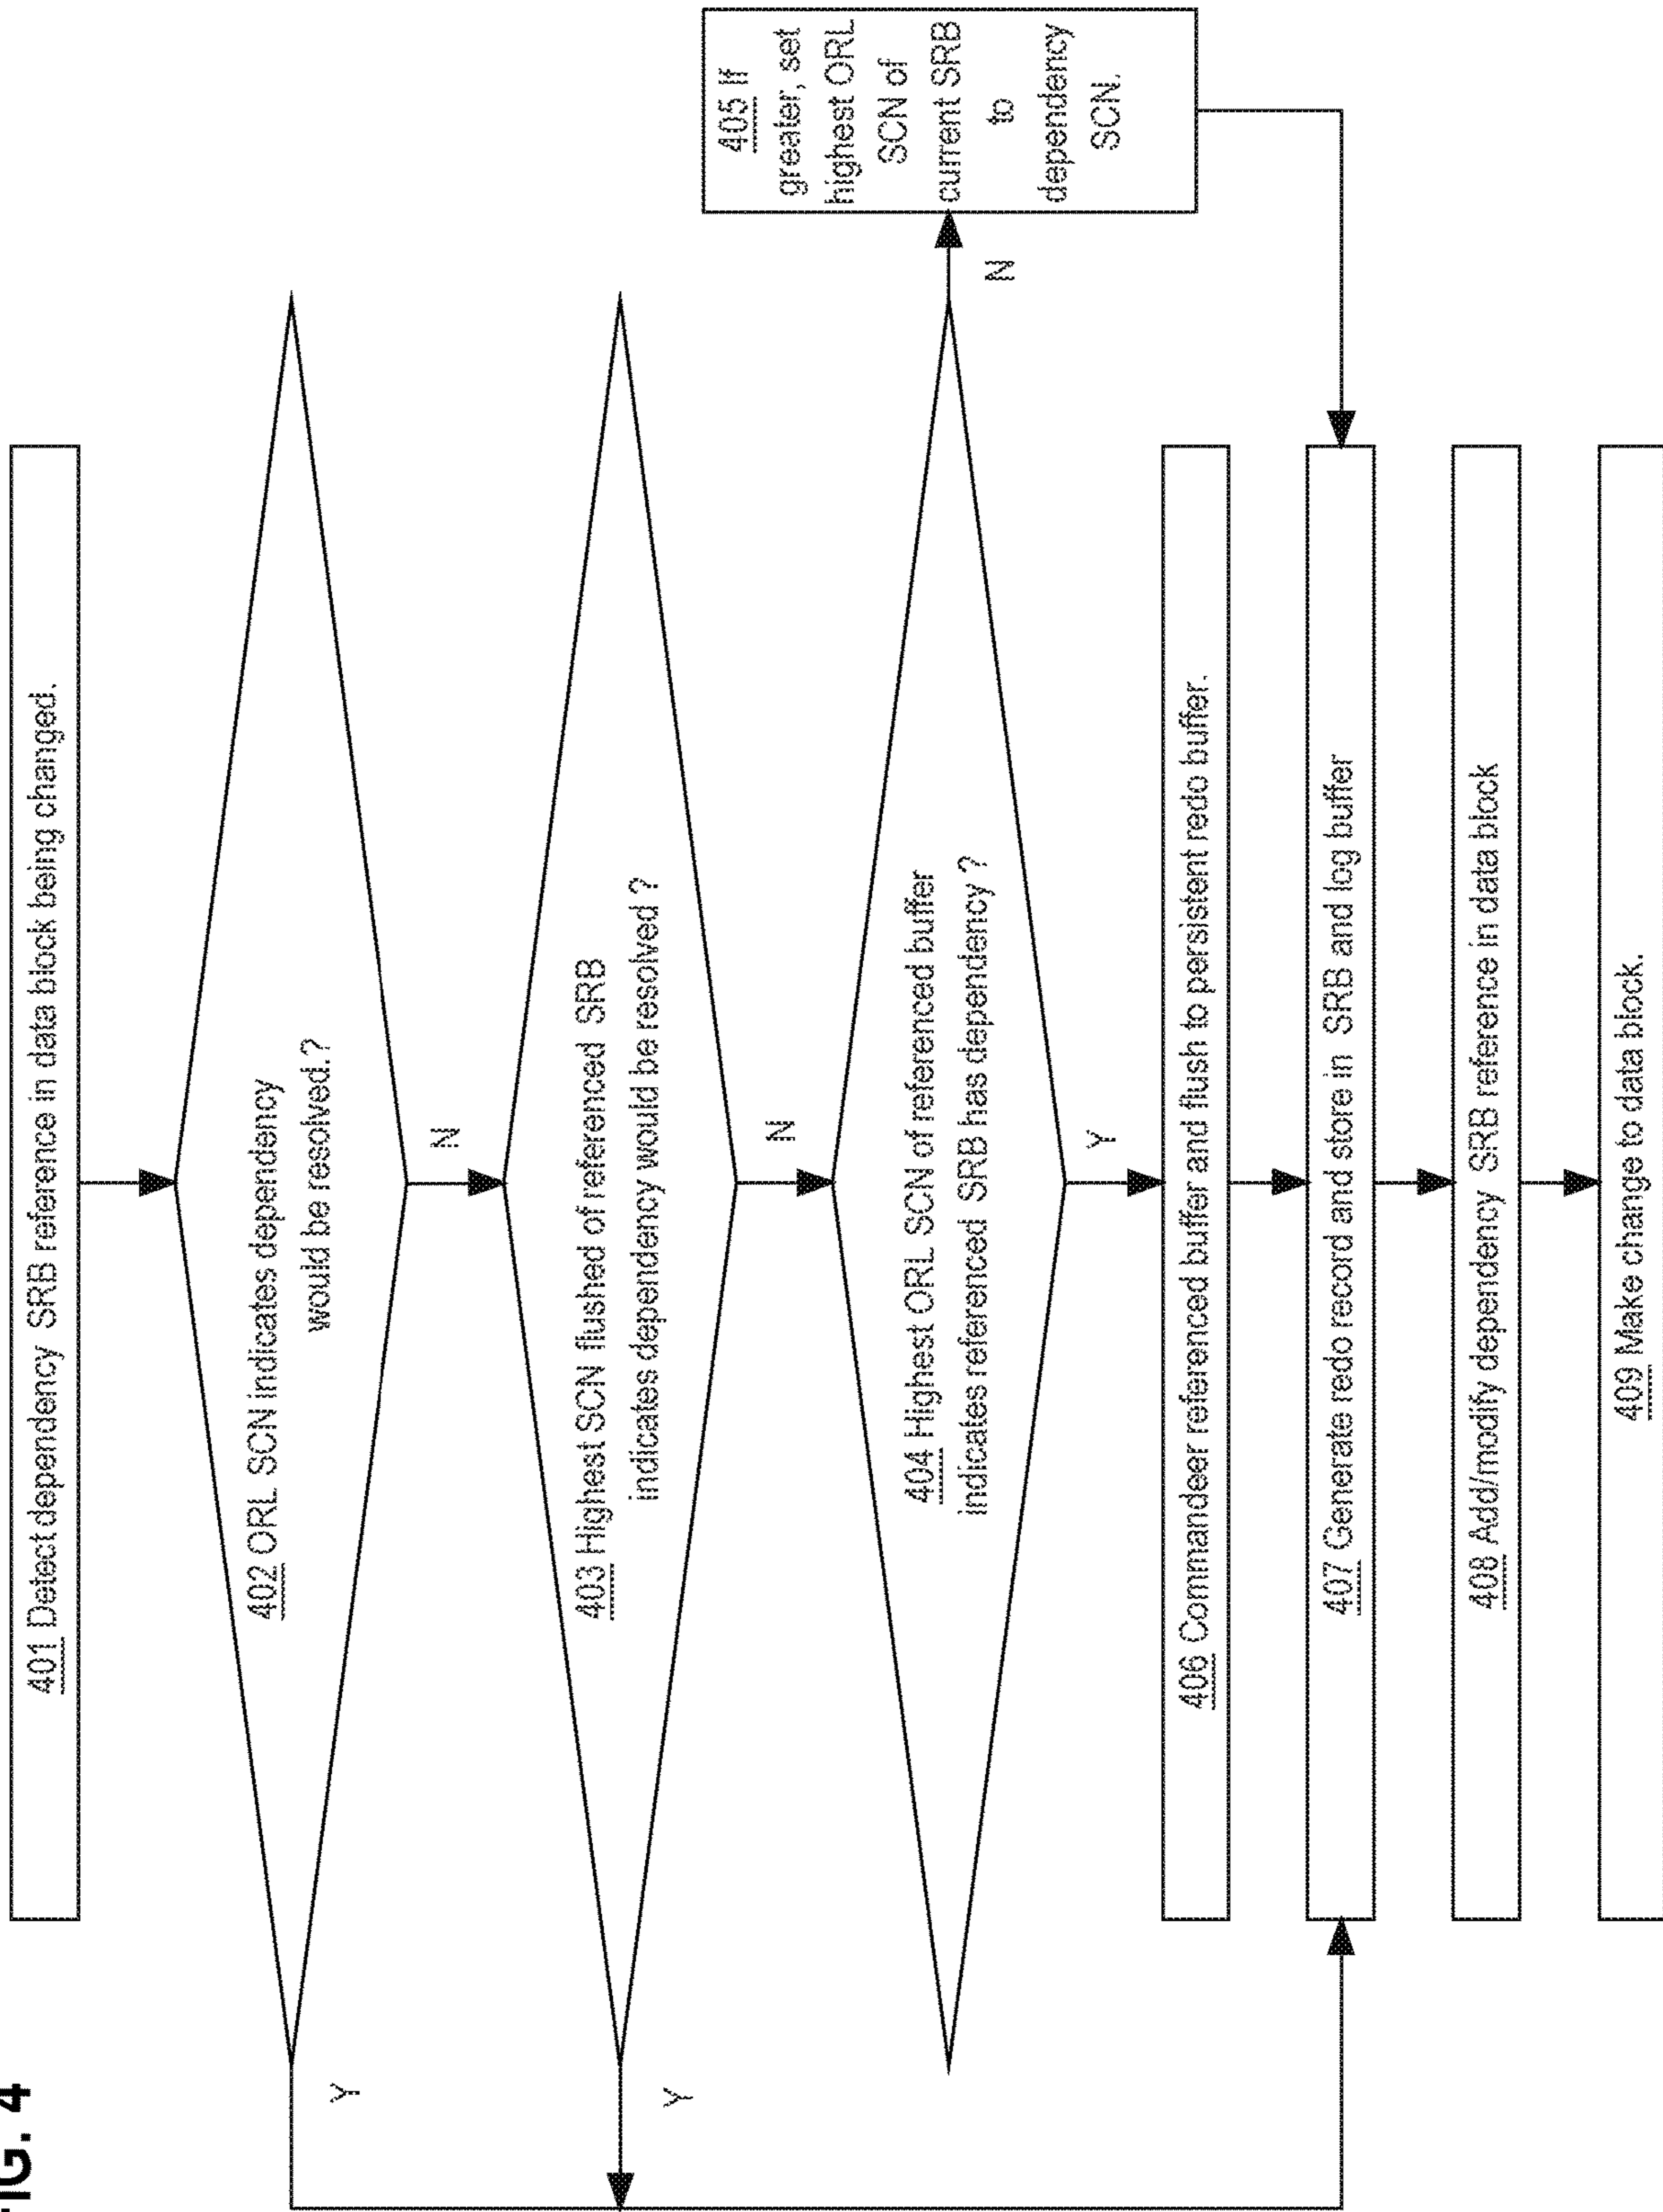 FIG. 4
401 Detect dependency SRB reference in data block being changed.
402 ORL SCN indicates dependency
would be resolved.?
Y
N
403 Highest SCN flushed of referenced SRB
indicates dependency would be resolved ?
Y
N
404 Highest ORL SCN of referenced buffer
indicates referenced SRB has dependency ?
N
Y
405 If
greater, set
highest ORL
SCN of
current SRB
to
dependency
SCN.
406 Commandeer referenced buffer and flush to persistent redo buffer.
407 Generate redo record and store in SRB and log buffer
408 Add/modify dependency SRB reference in data block
409 Make change to data block.